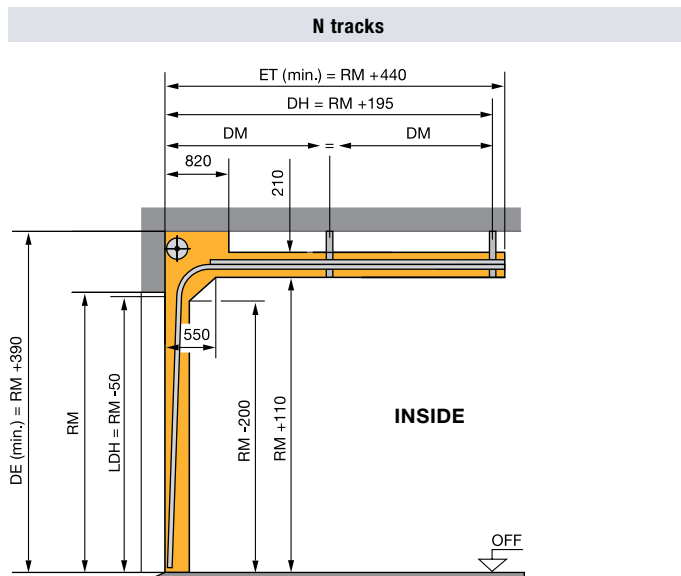 N tracks
ET (min.) = RM +440
DH = RM +195
DM
=
DM
820
210
550
DE (min.) = RM +390
RM
LDH = RM -50
RM -200
RM +110
INSIDE
OFF